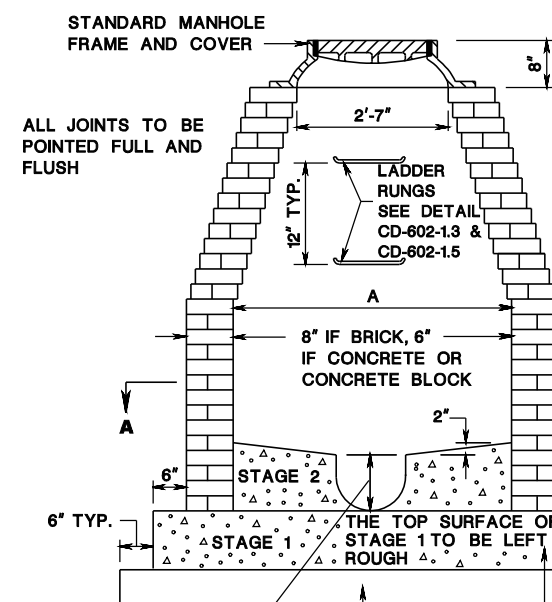 STANDARD MANHOLE
FRAME AND COVER
8"
ALL JOINTS TO BE
POINTED FULL AND
FLUSH
2'-7"
12" TYP.
LADDER
RUNGS
SEE DETAIL
CD-602-1.3 &
CD-602-1.5
A
8" IF BRICK, 6"
IF CONCRETE OR
CONCRETE BLOCK
A
2"
6"
STAGE 2
6" TYP.
STAGE 1
THE TOP SURFACE OF
STAGE 1 TO BE LEFT
ROUGH